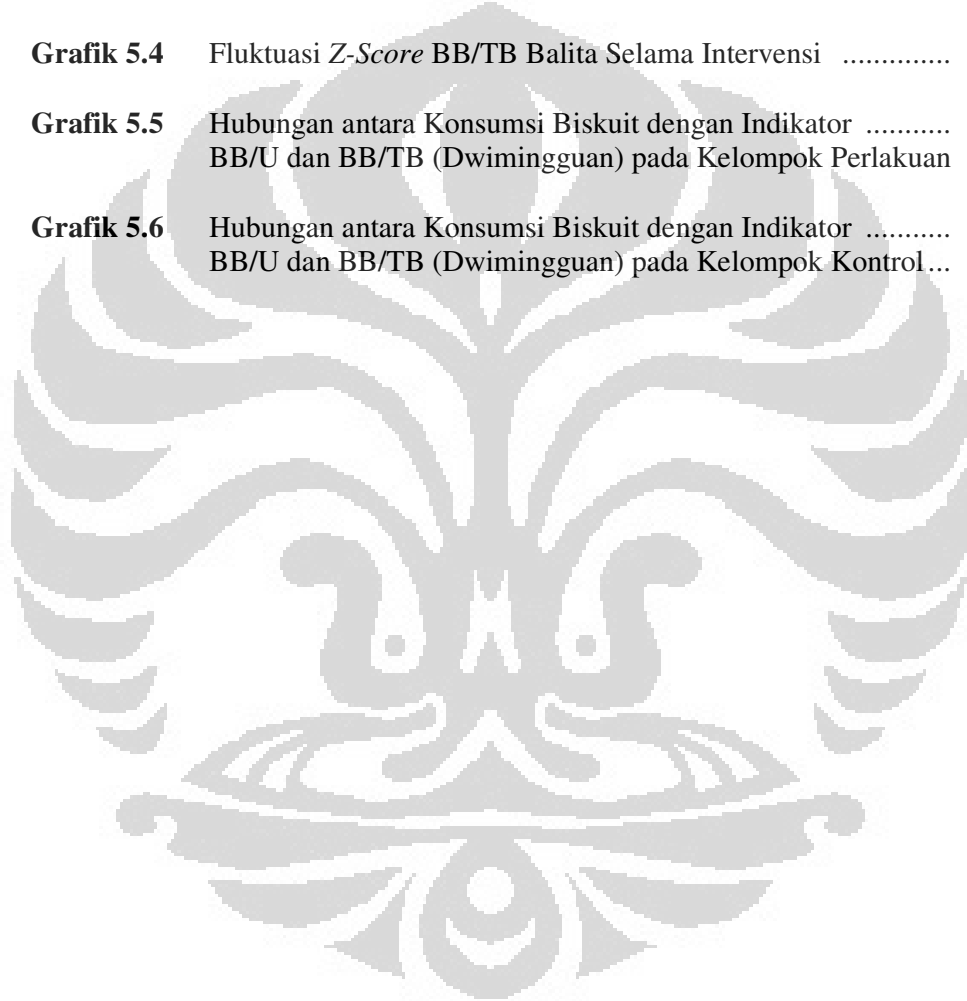 Grafik 5.4 Fluktuasi Z-Score BB/TB Balita Selama Intervensi ..............
Grafik 5.5 Hubungan antara Konsumsi Biskuit dengan Indikator ...........
BB/U dan BB/TB (Dwimingguan) pada Kelompok Perlakuan
Grafik 5.6 Hubungan antara Konsumsi Biskuit dengan Indikator ...........
BB/U dan BB/TB (Dwimingguan) pada Kelompok Kontrol...